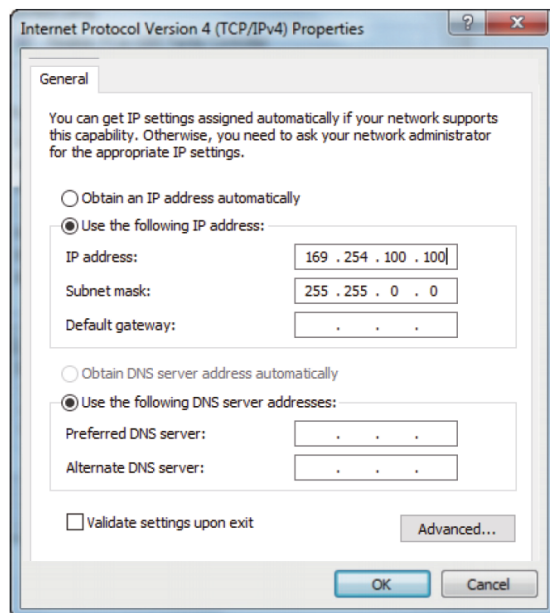 Internet Protocol Version 4 (TCP/IPv4) Properties
General
You can get IP settings assigned automatically if your network supports
this capability. Otherwise, you need to ask your network administrator
for the appropriate IP settings.
Obtain an IP address automatically
Use the following IP address:
IP address: 169 . 254 . 100 . 100
Subnet mask: 255 . 255 . 0 . 0
Default gateway: . . .
Obtain DNS server address automatically
Use the following DNS server addresses:
Preferred DNS server: . . .
Alternate DNS server: . . .
Validate settings upon exit
Advanced...
OK Cancel